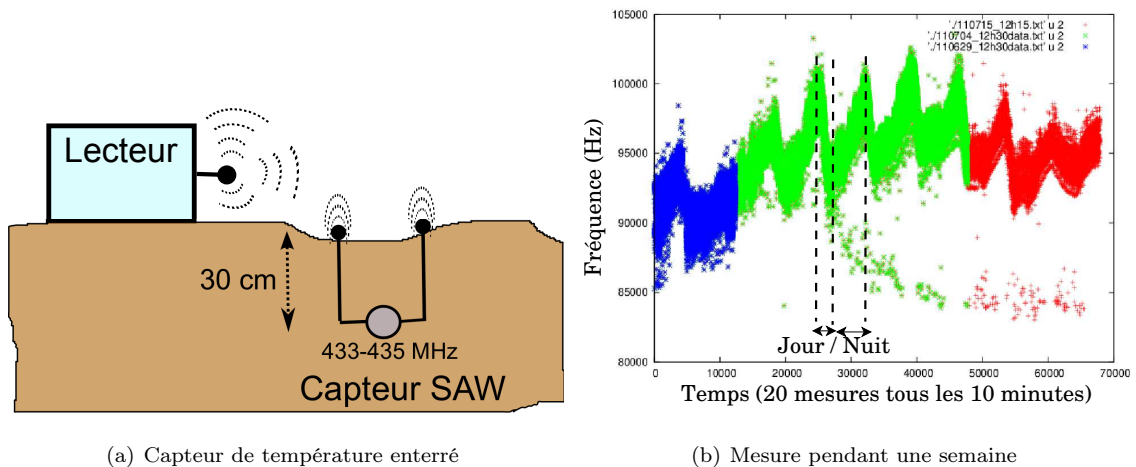 Lecteur
30 cm
433-435 MHz
Capteur SAW
(a) Capteur de température enterré
105000
100000
95000
90000
85000
80000
Fréquence (Hz)
'./110715_12h15.txt' u 2
'./110704_12h30data.txt' u 2
'./110629_12h30data.txt' u 2
Jour / Nuit
0 10000 20000 30000 40000 50000 60000 70000
Temps (20 mesures tous les 10 minutes)
(b) Mesure pendant une semaine